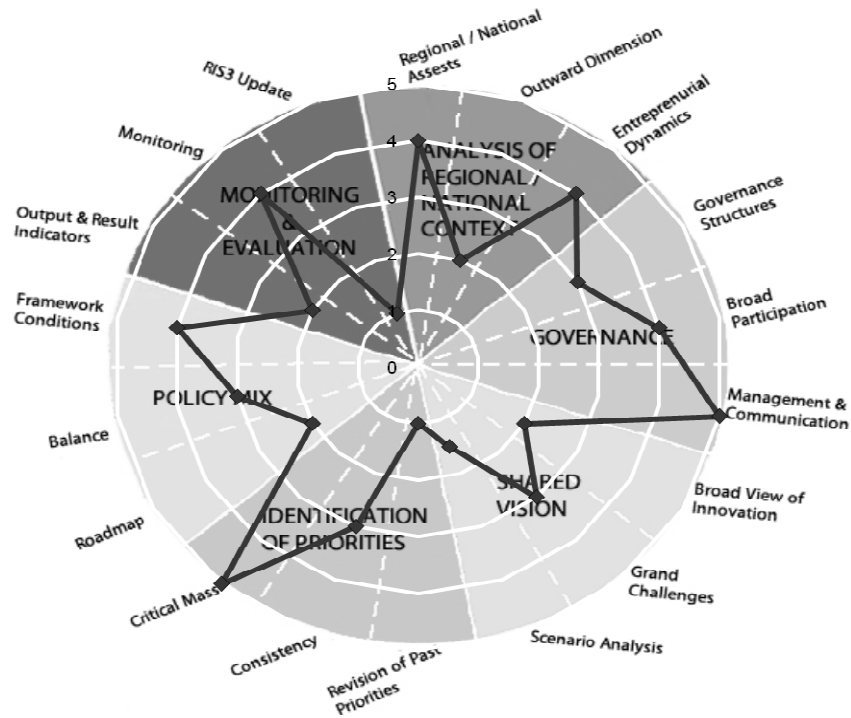 Regional / National
Assests
Outward Dimension
Entreprenurial
Dynamics
Governance
Structures
Broad
Participation
Management &
Communication
Broad View of
Innovation
Grand
Challenges
Scenario Analysis
Revision of Past
Priorities
Consistency
Critical Mass
Roadmap
Balance
Framework
Conditions
Output & Result
Indicators
Monitoring
RIS3 Update
5
4
3
2
1
0
ANALYSIS OF
REGIONAL /
NATIONAL
CONTEXT
GOVERNANCE
SHARED
VISION
IDENTIFICATION
OF PRIORITIES
POLICY MIX
MONITORING
&
EVALUATION